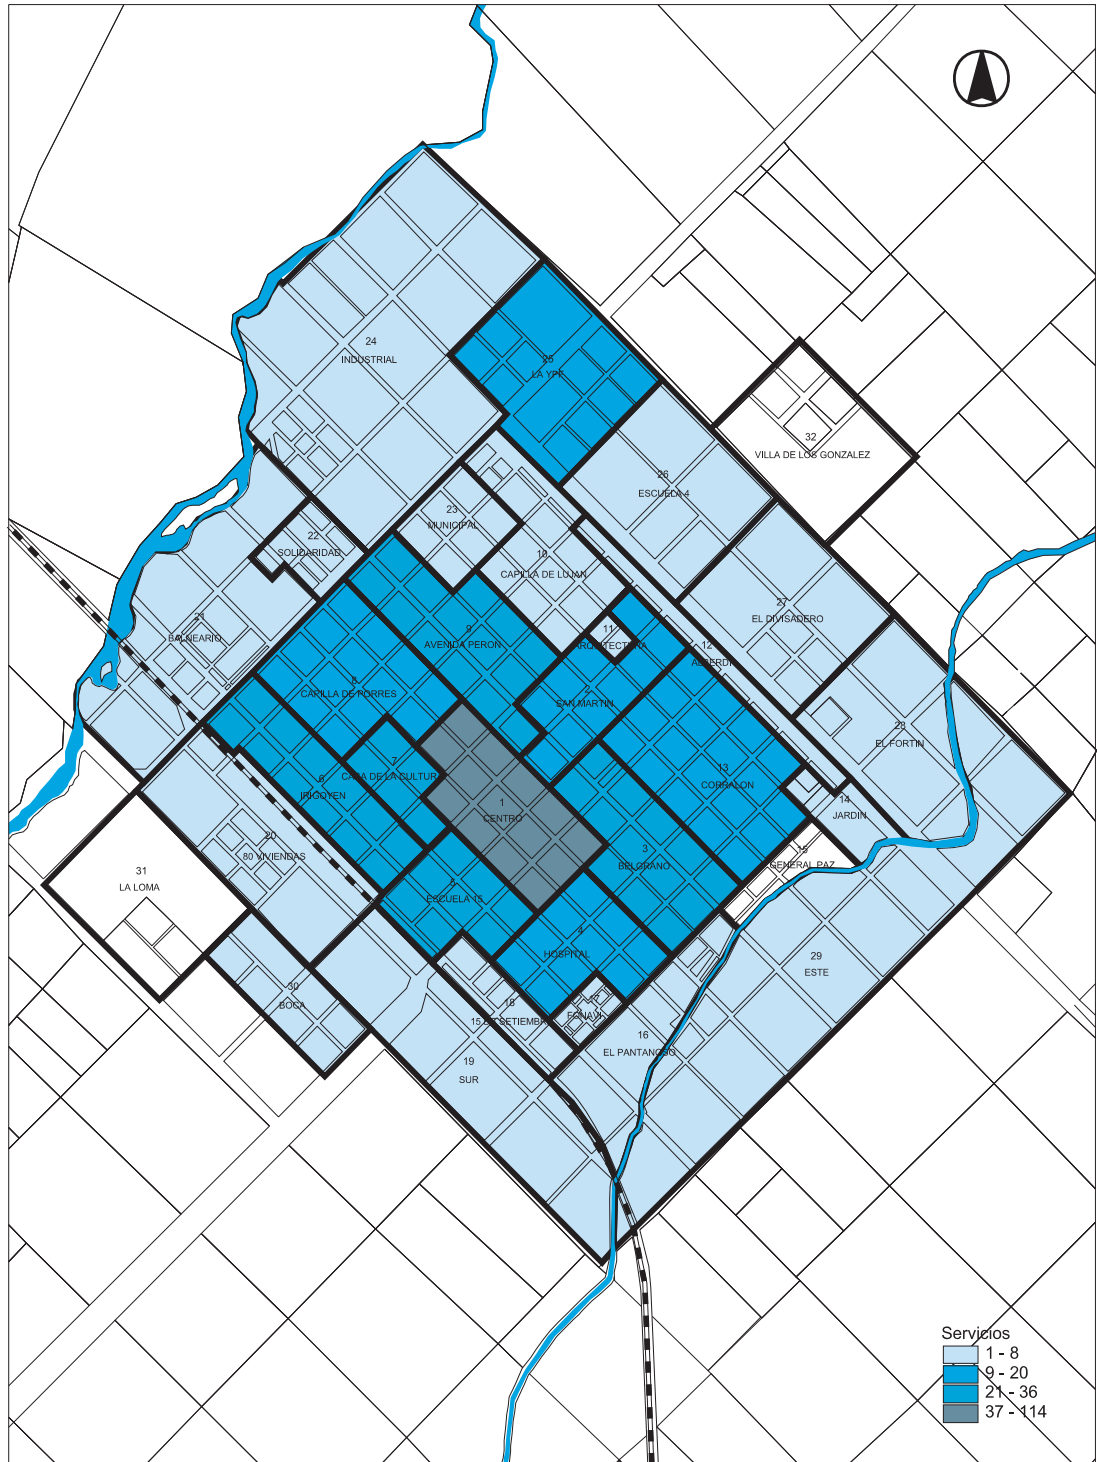 24
INDUSTRIAL
25
LA YPF
32
VILLA DE LOS GONZALEZ
26
ESCUELA 4
23
MUNICIPAL
22
SOLIDARIDAD
10
CAPILLA DE LUJAN
27
EL DIVISADERO
21
BALNEARIO
9
AVENIDA PERON
11
ARQUITECTURA
12
ALBERDI
8
CAPILLA DE PORRES
2
SAN MARTIN
28
EL FORTIN
7
CASA DE LA CULTURA
6
IRIGOYEN
13
CORRALON
1
CENTRO
14
JARDIN
20
80 VIVIENDAS
3
BELGRANO
15
GENERAL PAZ
31
LA LOMA
5
ESCUELA 15
4
HOSPITAL
29
ESTE
30
BOCA
18
15 DE SETIEMBRE
17
FONAVI
16
EL PANTANOSO
19
SUR
Servicios
1 - 8
9 - 20
21 - 36
37 - 114